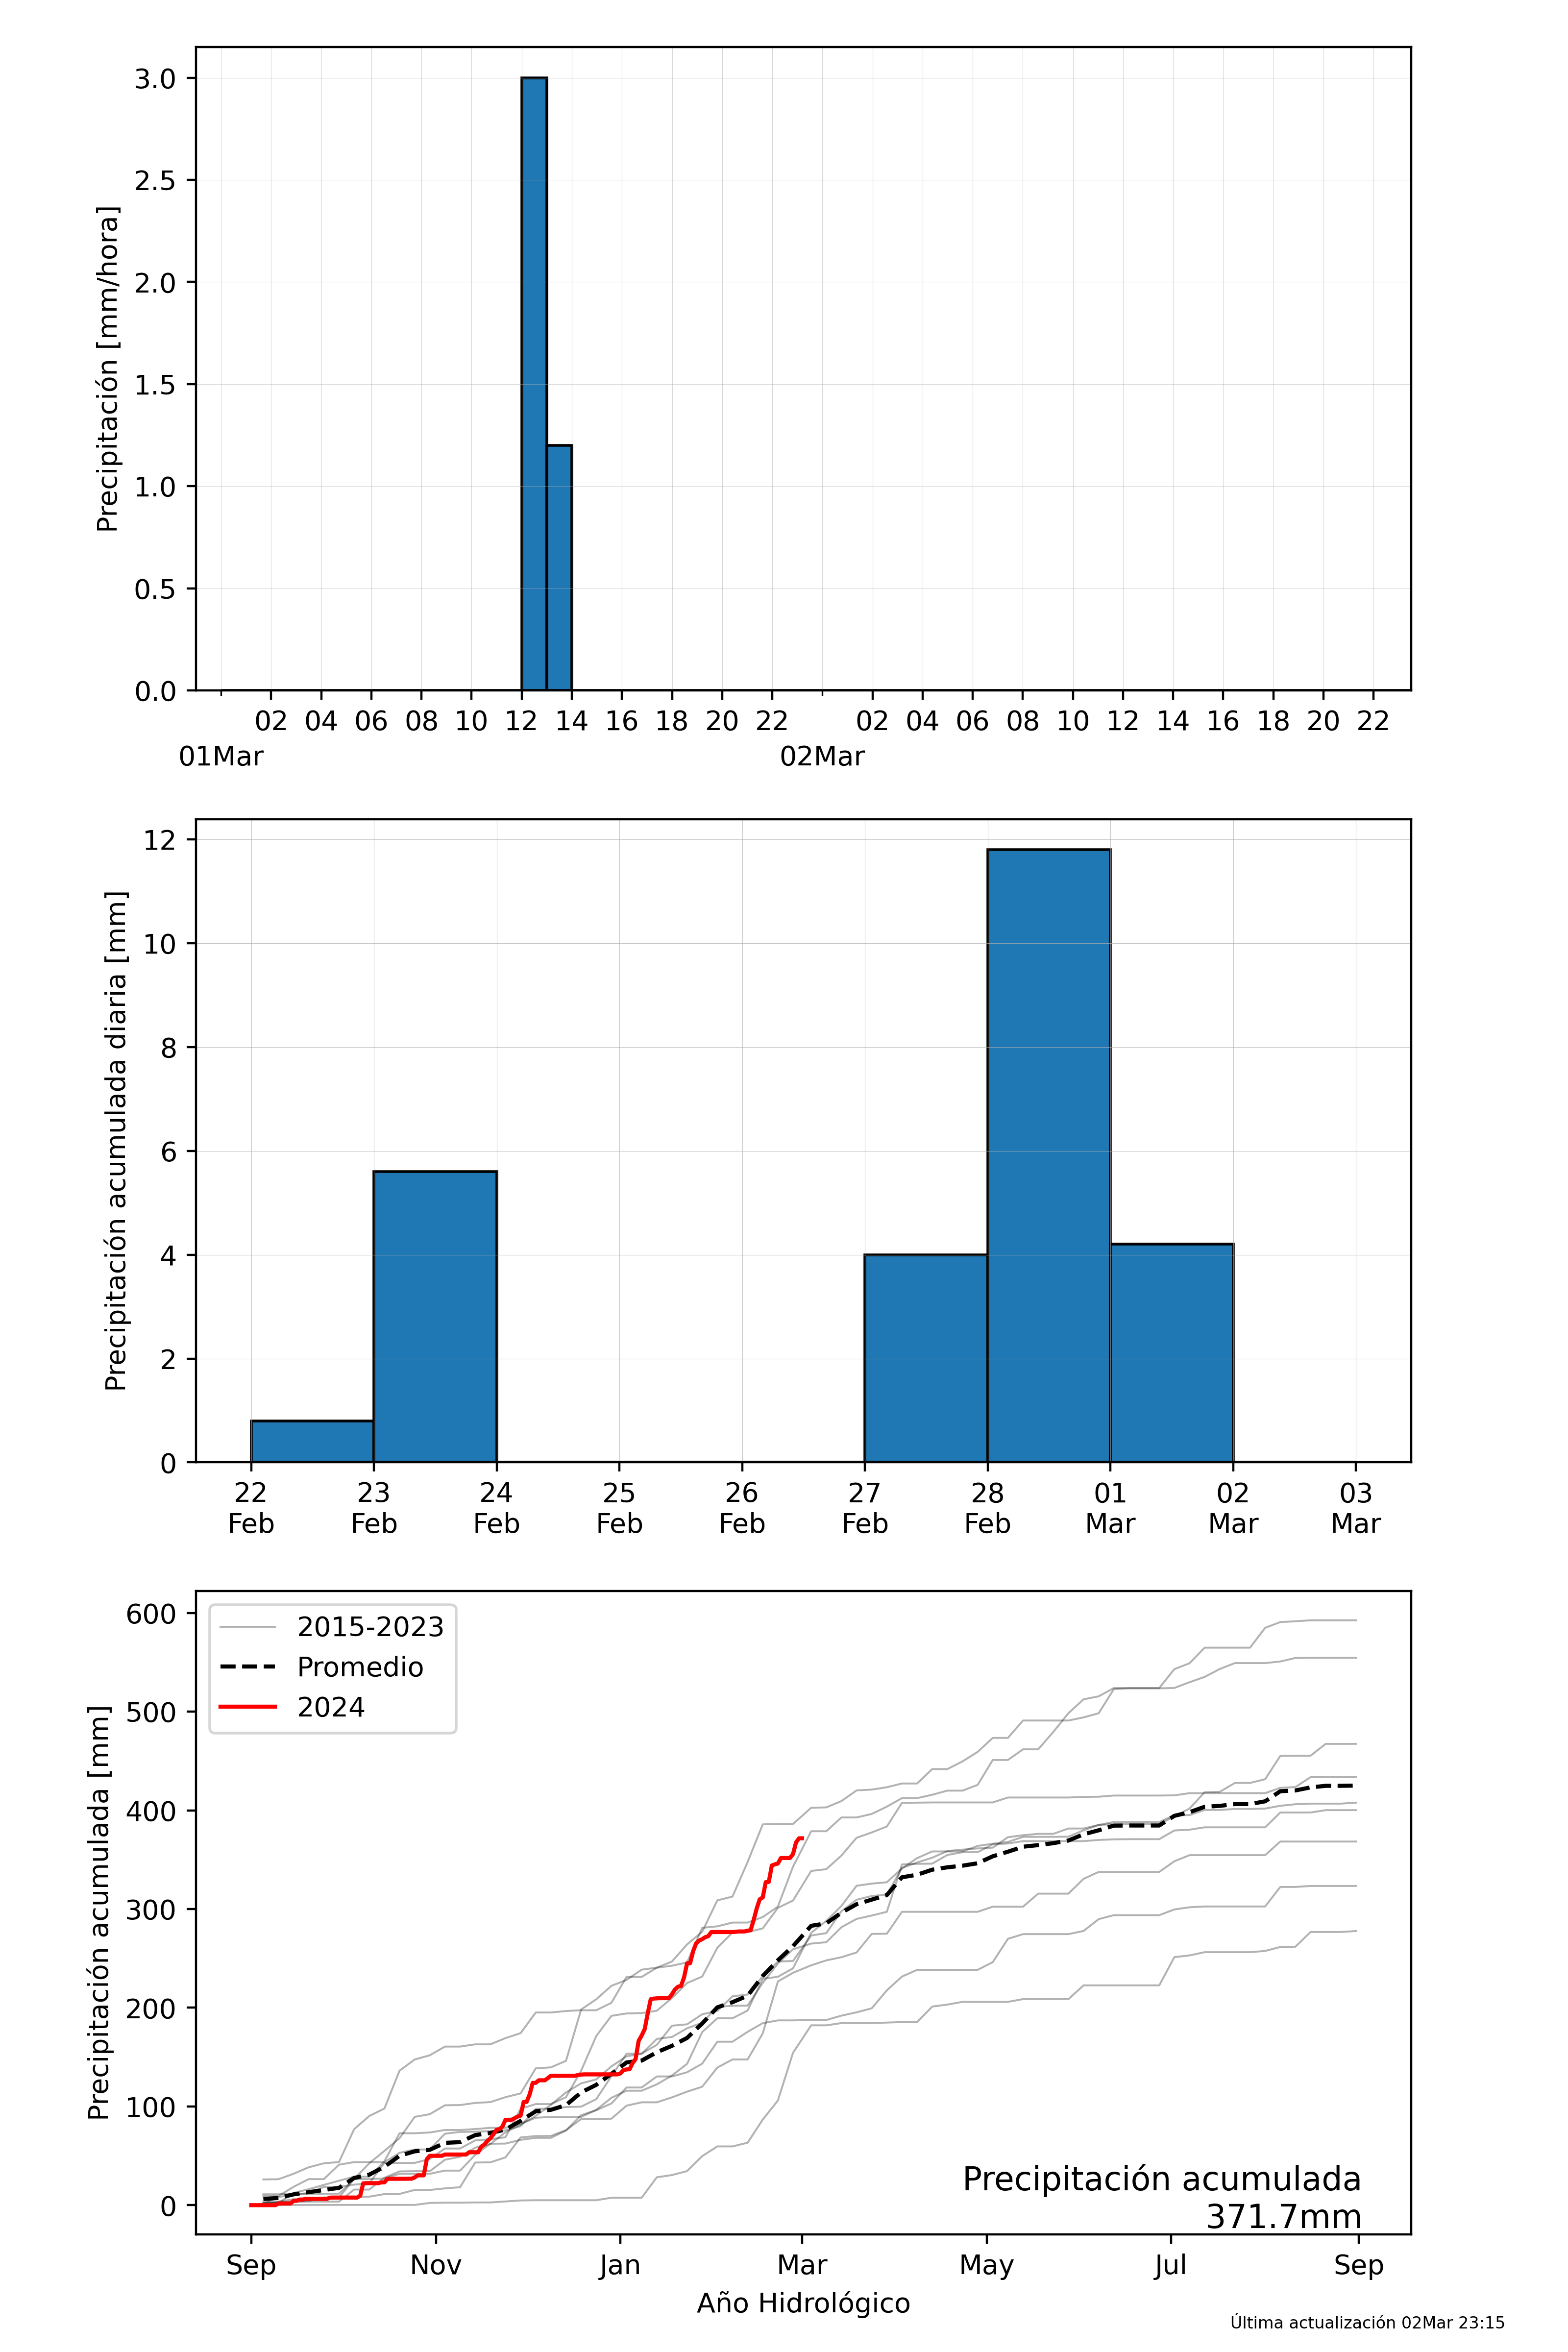 3.0
2.5
2.0
1.5
1.0
0.5
0.0
Precipitación [mm/hora]
02 04 06 08 10 12 14 16 18 20 22 02 04 06 08 10 12 14 16 18 20 22
01Mar 02Mar
12
10
8
6
4
2
0
Precipitación acumulada diaria [mm]
22 23 24 25 26 27 28 01 02 03
Feb Feb Feb Feb Feb Feb Feb Mar Mar Mar
600
500
400
300
200
100
0
Precipitación acumulada [mm]
2015-2023
Promedio
2024
Precipitación acumulada
371.7mm
Sep Nov Jan Mar May Jul Sep
Año Hidrológico
Última actualización 02Mar 23:15